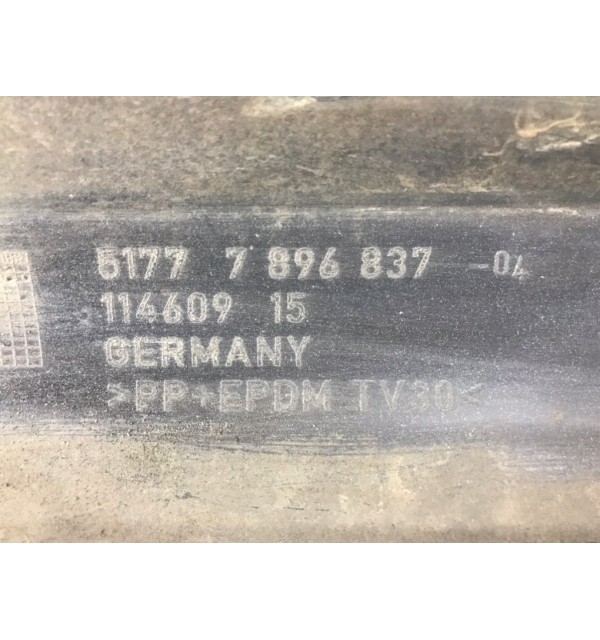 5177 7 896 837 -04
114609 15
GERMANY
>PP+EPDM TV30<